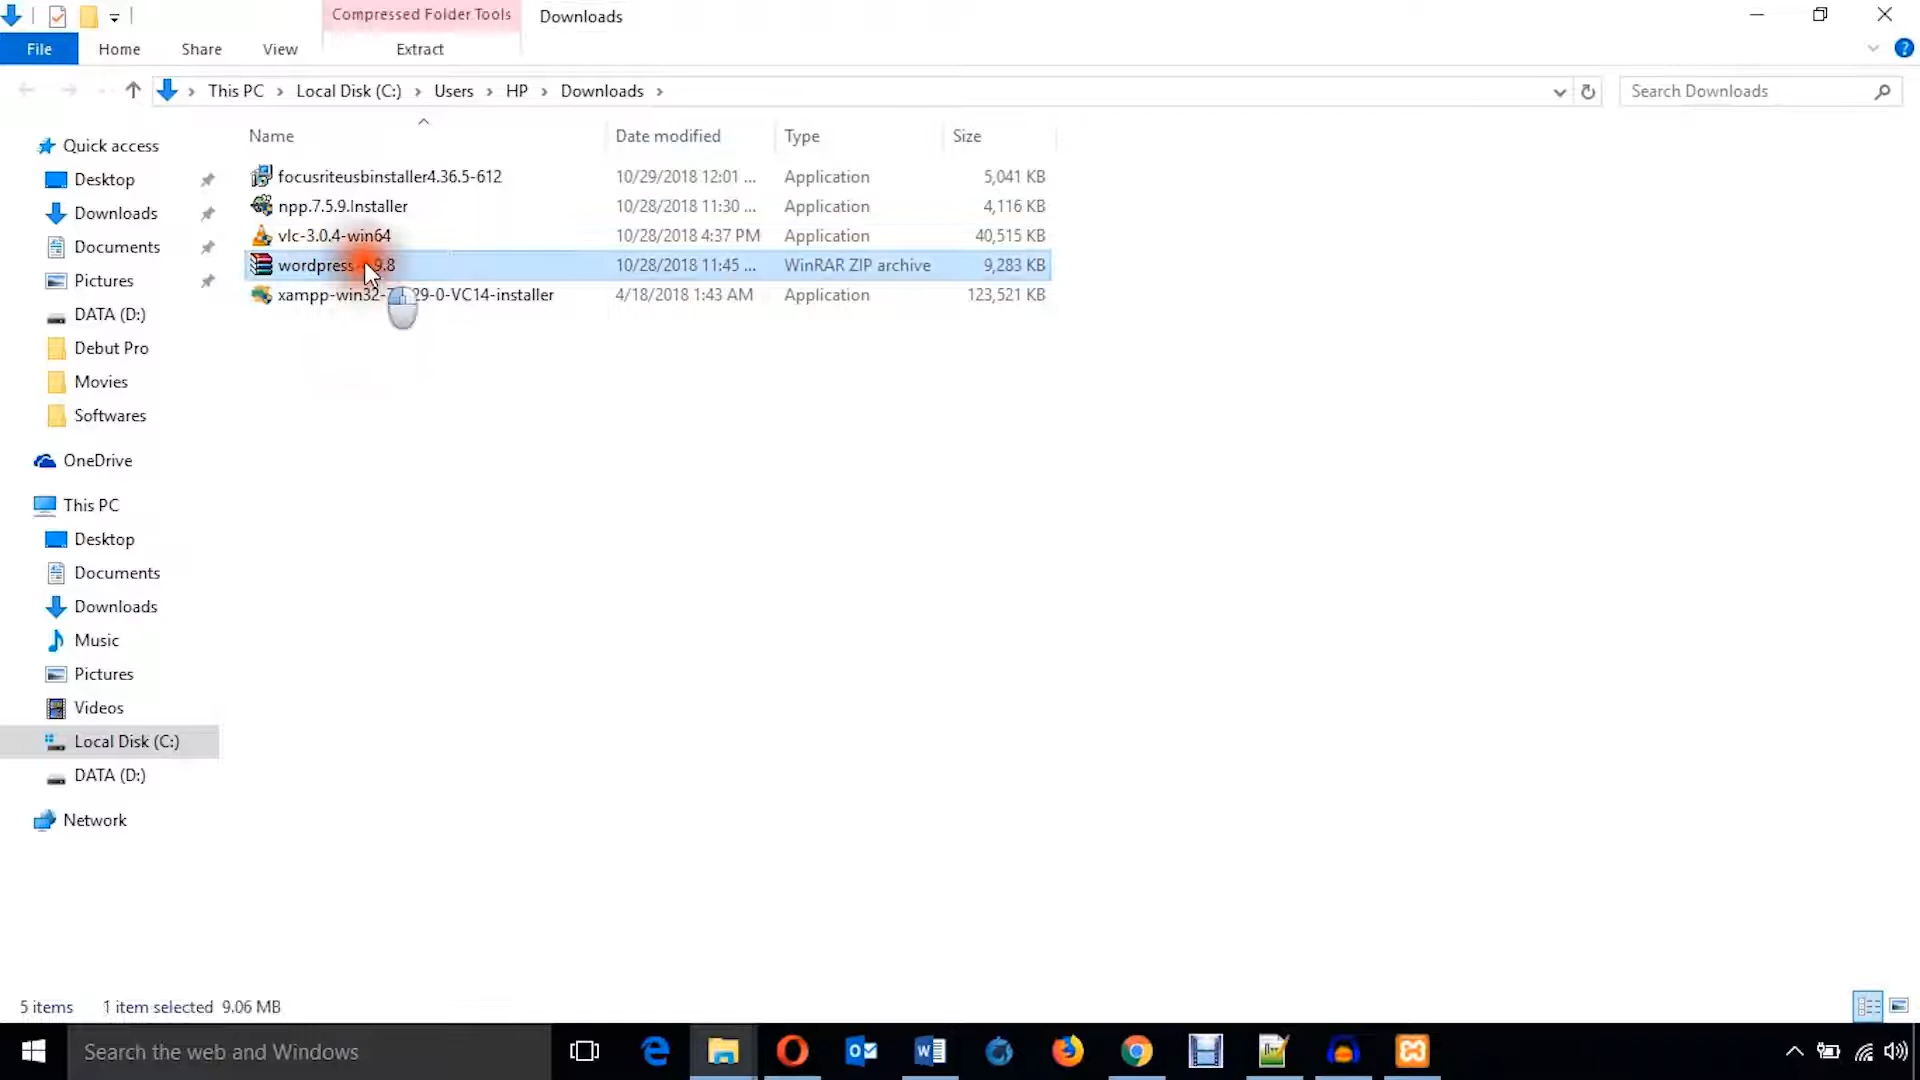 Compressed Folder Tools
Downloads
File
Home
Share
View
Extract
This PC
Local Disk (C:)
Users
HP
Downloads
Search Downloads
Name
Date modified
Type
Size
Quick access
Desktop
Downloads
Documents
Pictures
DATA (D:)
Debut Pro
Movies
Softwares
OneDrive
This PC
Desktop
Documents
Downloads
Music
Pictures
Videos
Local Disk (C:)
DATA (D:)
Network
focusriteusbinstaller4.36.5-612 10/29/2018 12:01 ... Application 5,041 KB
npp.7.5.9.Installer 10/28/2018 11:30 ... Application 4,116 KB
vlc-3.0.4-win64 10/28/2018 4:37 PM Application 40,515 KB
wordpress 9.8 10/28/2018 11:45 ... WinRAR ZIP archive 9,283 KB
xampp-win32-7 29-0-VC14-installer 4/18/2018 1:43 AM Application 123,521 KB
5 items 1 item selected 9.06 MB
Search the web and Windows